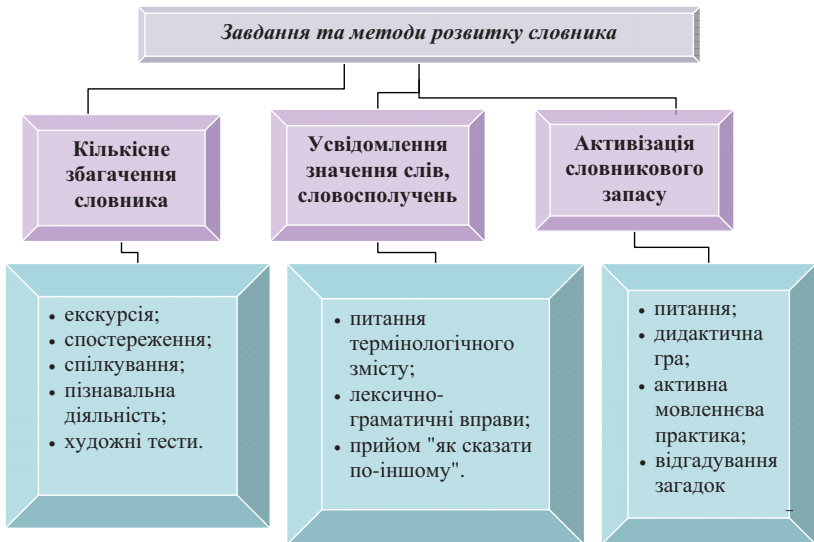 Завдання та методи розвитку словника
Кількісне
збагачення
словника
Усвідомлення
значення слів,
словосполучень
Активізація
словникового
запасу
• екскурсія;
• спостереження;
• спілкування;
• пізнавальна
діяльність;
• художні тести.
• питання
термінологічного
змісту;
• лексично-
граматичні вправи;
• прийом "як сказати
по-іншому".
• питання;
• дидактична
гра;
• активна
мовленнєва
практика;
• відгадування
загадок